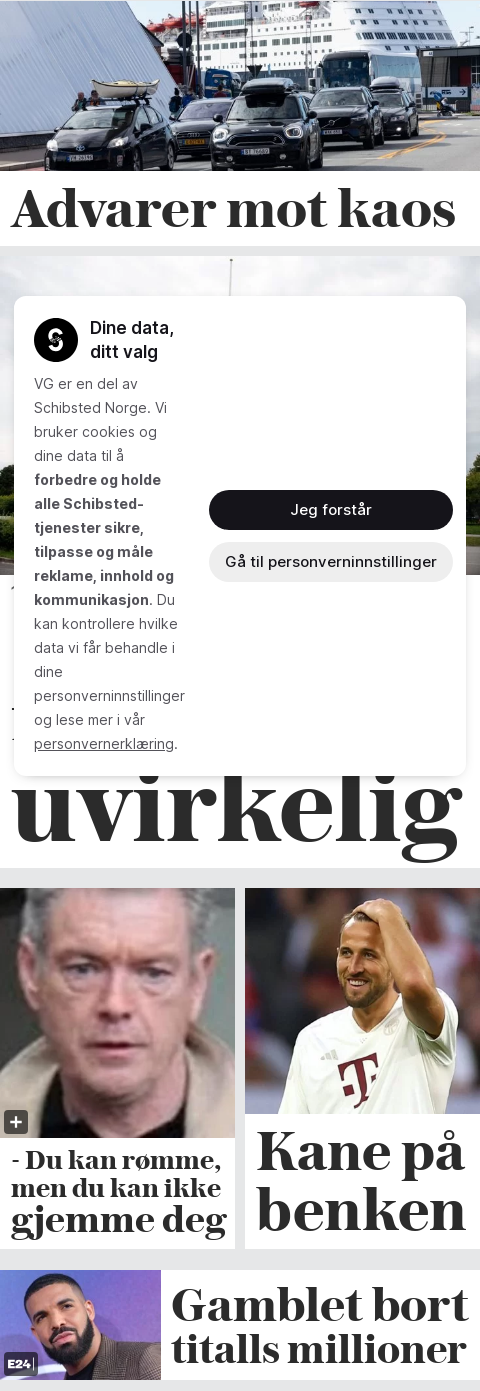 Advarer mot kaos
Dine data,
ditt valg
VG er en del av
Schibsted Norge. Vi
bruker cookies og
dine data til å
forbedre og holde
alle Schibsted-
tjenester sikre,
tilpasse og måle
reklame, innhold og
kommunikasjon. Du
kan kontrollere hvilke
data vi får behandle i
dine
personverninnstillinger
og lese mer i vår
personvernerklæring.
Jeg forstår
Gå til personverninnstillinger
uvirkelig
- Du kan rømme,
men du kan ikke
gjemme deg
Kane på
benken
E24
Gamblet bort
titalls millioner